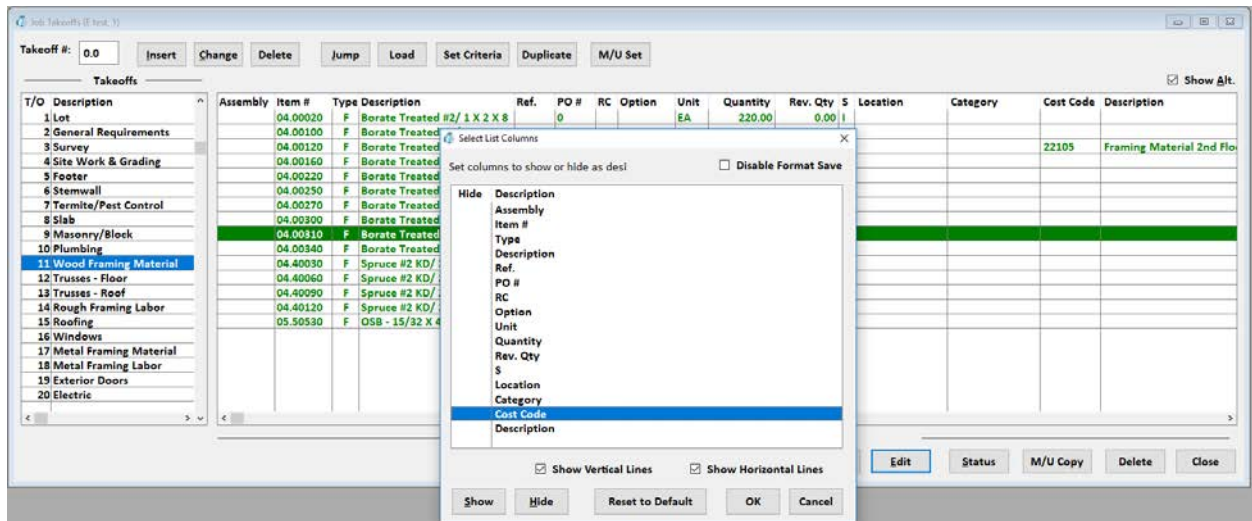 Job Takeoffs (E test, 1)
Takeoff #: 0.0 Insert Change Delete Jump Load Set Criteria Duplicate M/U Set
Takeoffs
Show Alt.
T/O Description
1 Lot
2 General Requirements
3 Survey
4 Site Work & Grading
5 Footer
6 Stemwall
7 Termite/Pest Control
8 Slab
9 Masonry/Block
10 Plumbing
11 Wood Framing Material
12 Trusses - Floor
13 Trusses - Roof
14 Rough Framing Labor
15 Roofing
16 Windows
17 Metal Framing Material
18 Metal Framing Labor
19 Exterior Doors
20 Electric
Assembly Item # Type Description Ref. PO # RC Option Unit Quantity Rev. Qty S Location Category Cost Code Description
04.00020 F Borate Treated #2/ 1 X 2 X 8 0 EA 220.00 0.00 I
04.00100 F Borate Treated
04.00120 F Borate Treated 22105 Framing Material 2nd Flo
04.00160 F Borate Treated
04.00220 F Borate Treated
04.00250 F Borate Treated
04.00270 F Borate Treated
04.00300 F Borate Treated
04.00310 F Borate Treated
04.00340 F Borate Treated
04.40030 F Spruce #2 KD/
04.40060 F Spruce #2 KD/
04.40090 F Spruce #2 KD/
04.40120 F Spruce #2 KD/
05.50530 F OSB - 15/32 X 4
Select List Columns
Set columns to show or hide as desi Disable Format Save
Hide Description
Assembly
Item #
Type
Description
Ref.
PO #
RC
Option
Unit
Quantity
Rev. Qty
S
Location
Category
Cost Code
Description
Show Vertical Lines Show Horizontal Lines
Show Hide Reset to Default OK Cancel
Edit Status M/U Copy Delete Close